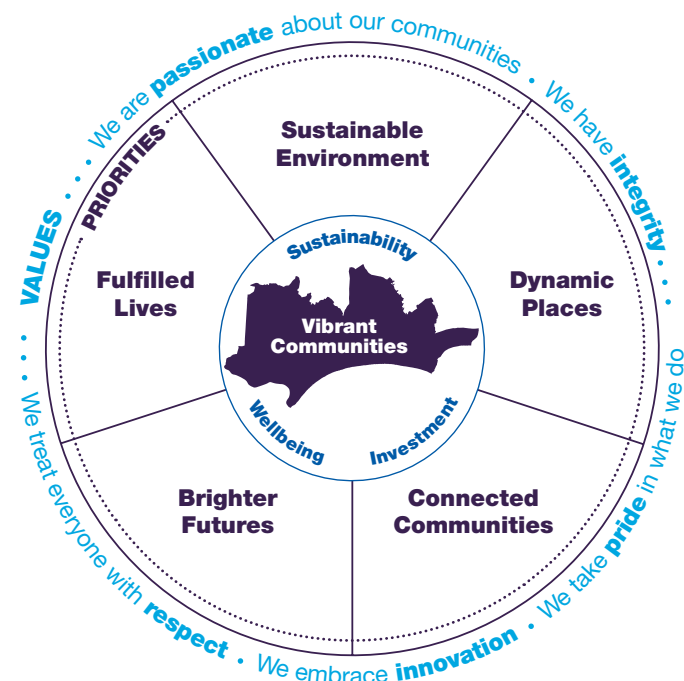 VALUES
We are passionate about our communities
We have integrity
We take pride in what we do
We embrace innovation
We treat everyone with respect
PRIORITIES
Sustainable
Environment
Dynamic
Places
Connected
Communities
Brighter
Futures
Fulfilled
Lives
Sustainability
Investment
Wellbeing
Vibrant
Communities